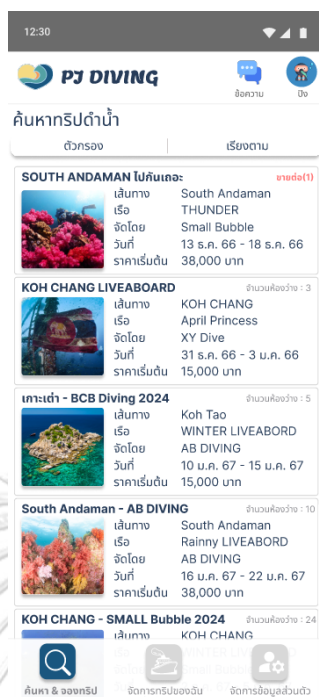 12:30
PJ DIVING
ข้อความ
ปิง
ค้นหาทริปดำน้ำ
ตัวกรอง เรียงตาม
SOUTH ANDAMAN ไปกันเถอะ ขายต่อ(1)
เส้นทาง South Andaman
เรือ THUNDER
จัดโดย Small Bubble
วันที่ 13 ธ.ค. 66 - 18 ธ.ค. 66
ราคาเริ่มต้น 38,000 บาท
KOH CHANG LIVEABOARD จำนวนห้องว่าง : 3
เส้นทาง KOH CHANG
เรือ April Princess
จัดโดย XY Dive
วันที่ 31 ธ.ค. 66 - 3 ม.ค. 66
ราคาเริ่มต้น 15,000 บาท
เกาะเต่า - BCB Diving 2024 จำนวนห้องว่าง : 5
เส้นทาง Koh Tao
เรือ WINTER LIVEABORD
จัดโดย AB DIVING
วันที่ 10 ม.ค. 67 - 15 ม.ค. 67
ราคาเริ่มต้น 15,000 บาท
South Andaman - AB DIVING จำนวนห้องว่าง : 10
เส้นทาง South Andaman
เรือ Rainny LIVEABORD
จัดโดย AB DIVING
วันที่ 16 ม.ค. 67 - 22 ม.ค. 67
ราคาเริ่มต้น 38,000 บาท
KOH CHANG - SMALL Bubble 2024 จำนวนห้องว่าง : 24
เส้นทาง KOH CHANG
ค้นหา & จองทริป จัดการทริปของฉัน จัดการข้อมูลส่วนตัว